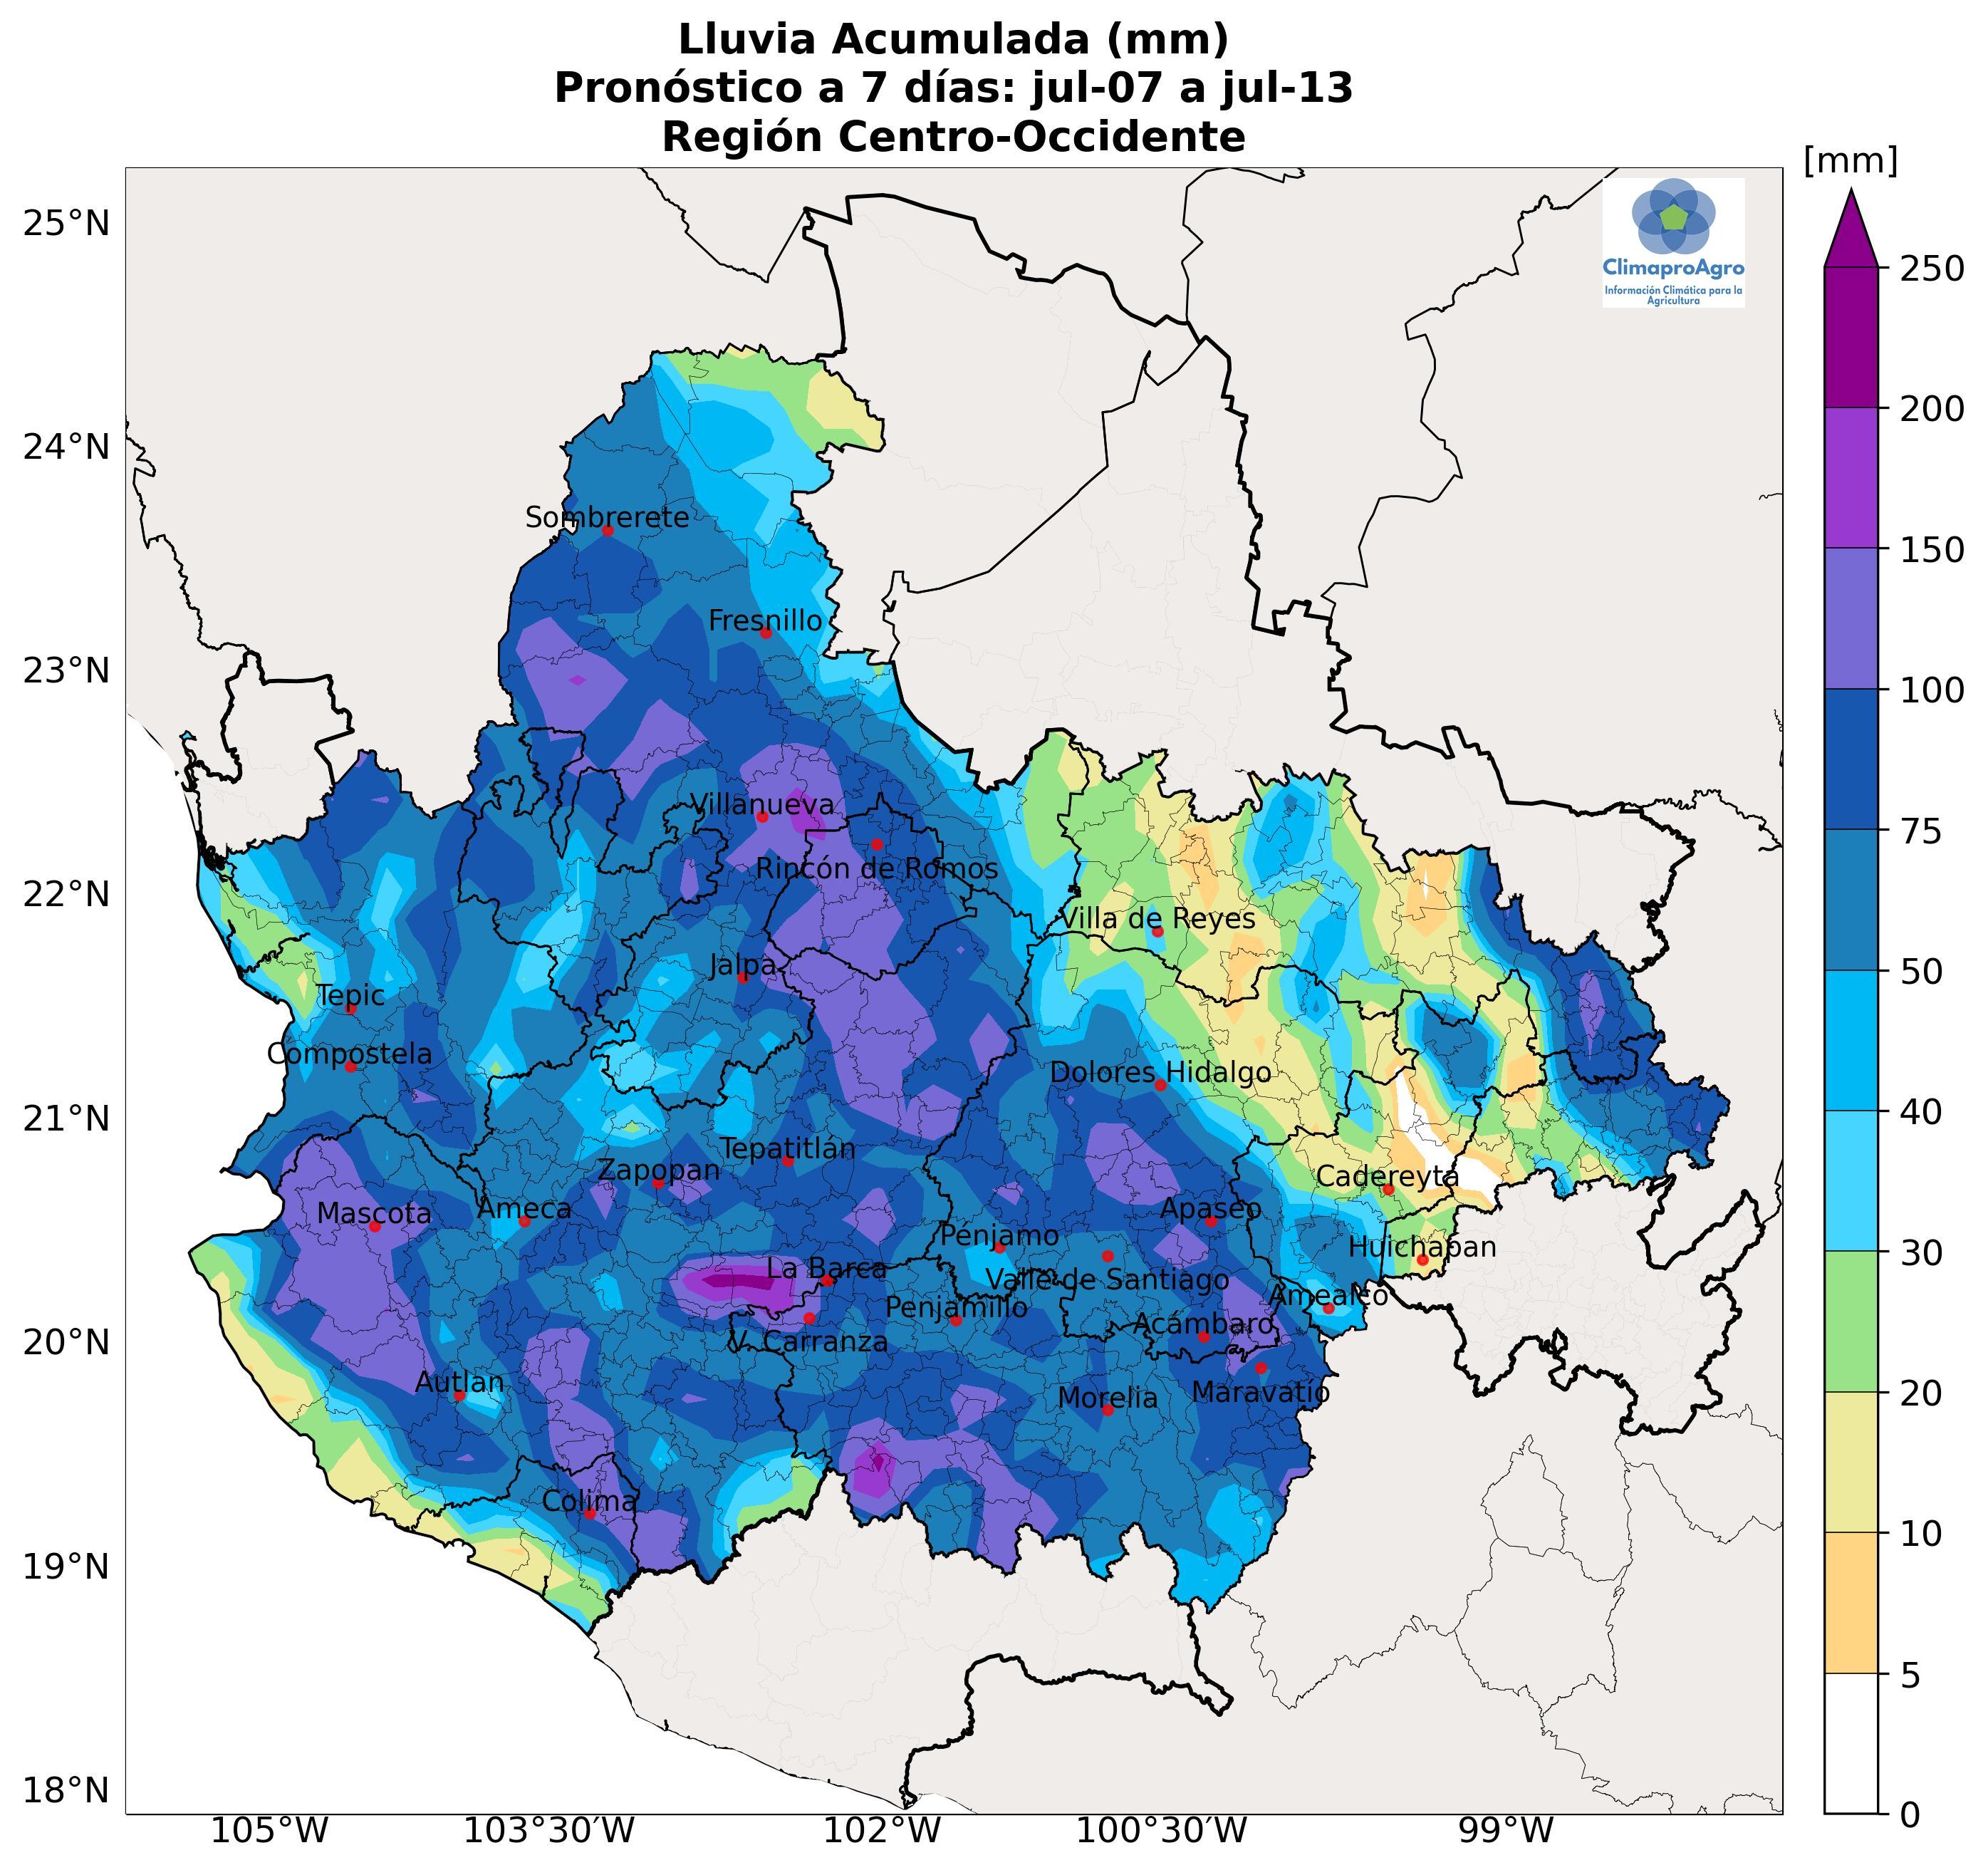 Lluvia Acumulada (mm)
Pronóstico a 7 días: jul-07 a jul-13
Región Centro-Occidente
[mm]
ClimaproAgro
Información Climática para la
Agricultura
25°N
24°N
23°N
22°N
21°N
20°N
19°N
18°N
105°W
103°30'W
102°W
100°30'W
99°W
250
200
150
100
75
50
40
30
20
10
5
0
Sombrerete
Fresnillo
Villanueva
Rincón de Romos
Villa de Reyes
Jalpa
Tepic
Compostela
Dolores Hidalgo
Tepatitlán
Zapopan
Cadereyta
Mascota
Ameca
Apaseo
Pénjamo
Huichapan
La Barca
Valle de Santiago
Amealco
Penjamillo
Acámbaro
V. Carranza
Autlan
Maravatío
Morelia
Colima